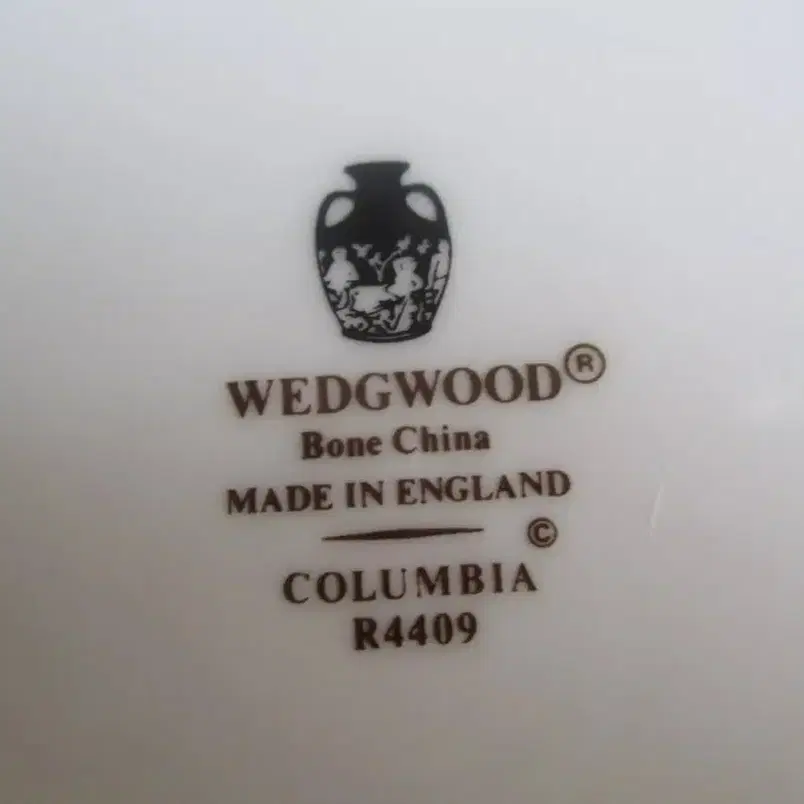 WEDGWOOD®
Bone China
MADE IN ENGLAND
©
COLUMBIA
R4409